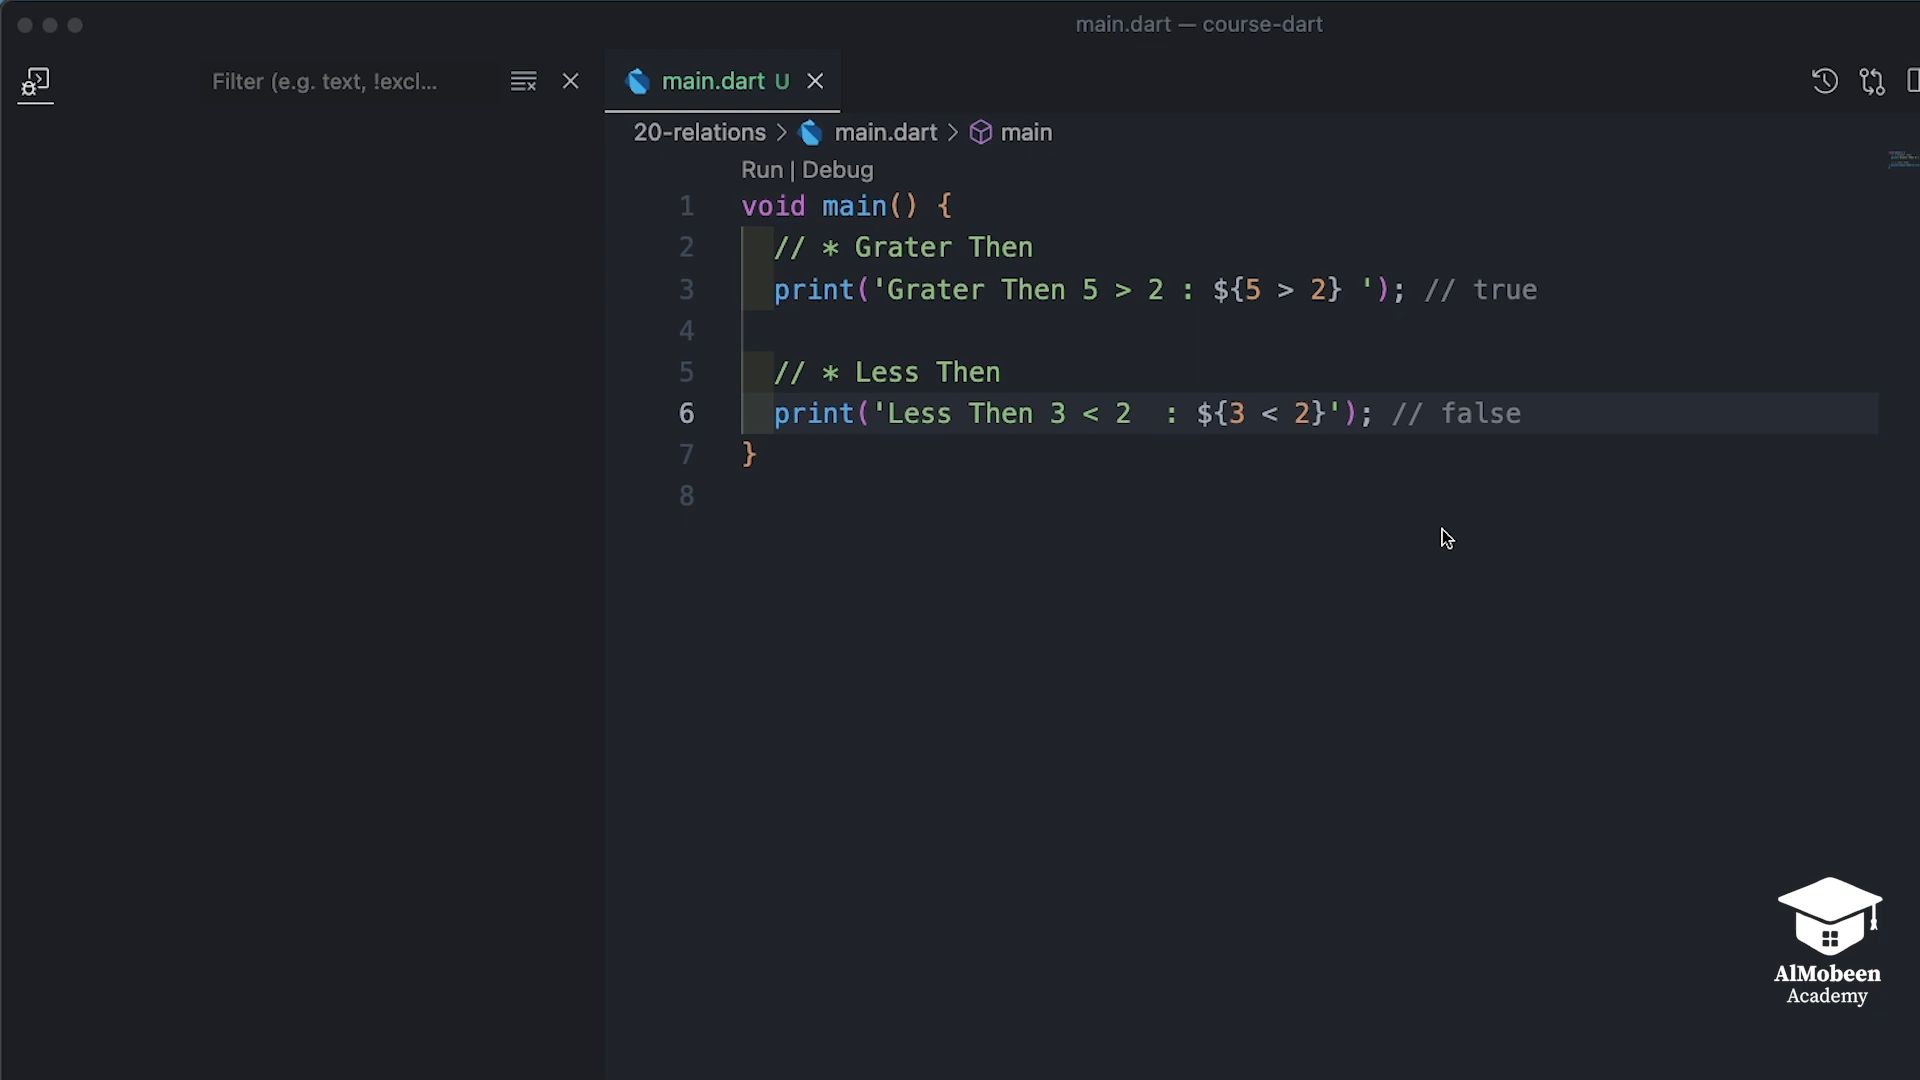 main.dart — course-dart
Filter (e.g. text, !excl...
main.dart U
20-relations > main.dart > main
Run | Debug
1 void main() {
2   // * Grater Then
3   print('Grater Then 5 > 2 : ${5 > 2} '); // true
4
5   // * Less Then
6   print('Less Then 3 < 2  : ${3 < 2}'); // false
7 }
8
AlMobeen
Academy